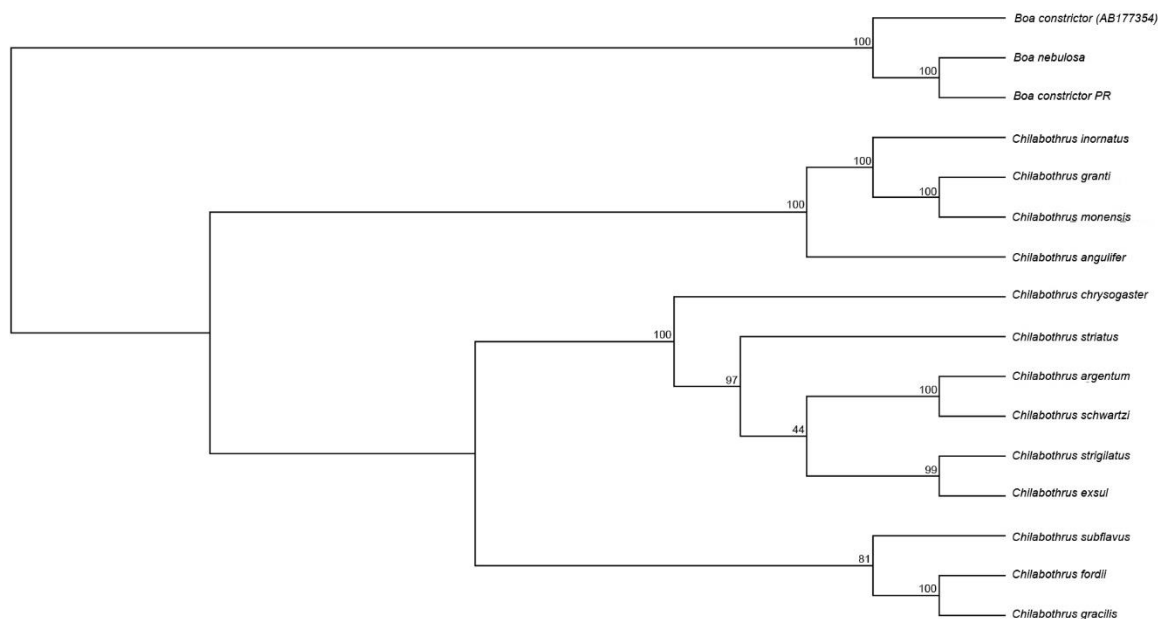 Boa constrictor (AB177354)
100
Boa nebulosa
100
Boa constrictor PR
Chilabothrus inornatus
100
Chilabothrus granti
100
100
Chilabothrus monensis
Chilabothrus angulifer
Chilabothrus chrysogaster
100
Chilabothrus striatus
97
Chilabothrus argentum
100
Chilabothrus schwartzi
44
Chilabothrus strigilatus
99
Chilabothrus exsul
Chilabothrus subflavus
81
Chilabothrus fordii
100
Chilabothrus gracilis